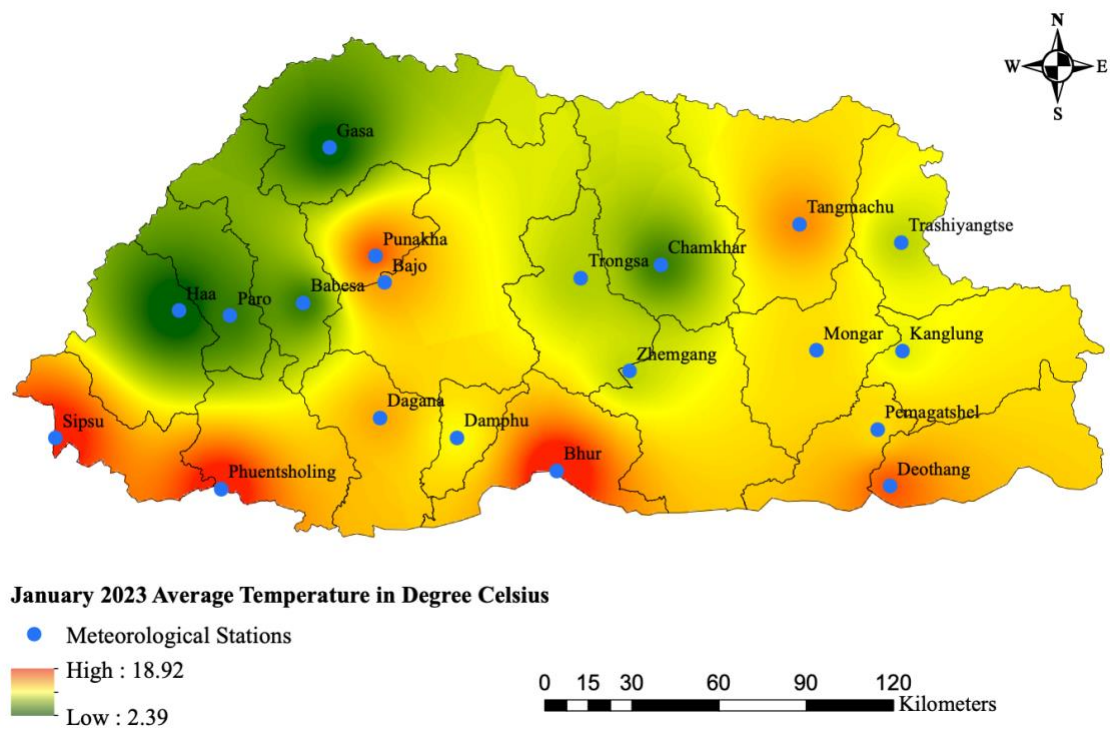 N
W E
S
Gasa
Tangmachu
Punakha
Trashiyangtse
Chamkhar
Bajo
Trongsa
Babesa
Haa
Paro
Mongar
Kanglung
Zhemgang
Dagana
Pemagatshel
Damphu
Sipsu
Bhur
Phuentsholing
Deothang
January 2023 Average Temperature in Degree Celsius
Meteorological Stations
High : 18.92
Low : 2.39
0 15 30 60 90 120
Kilometers